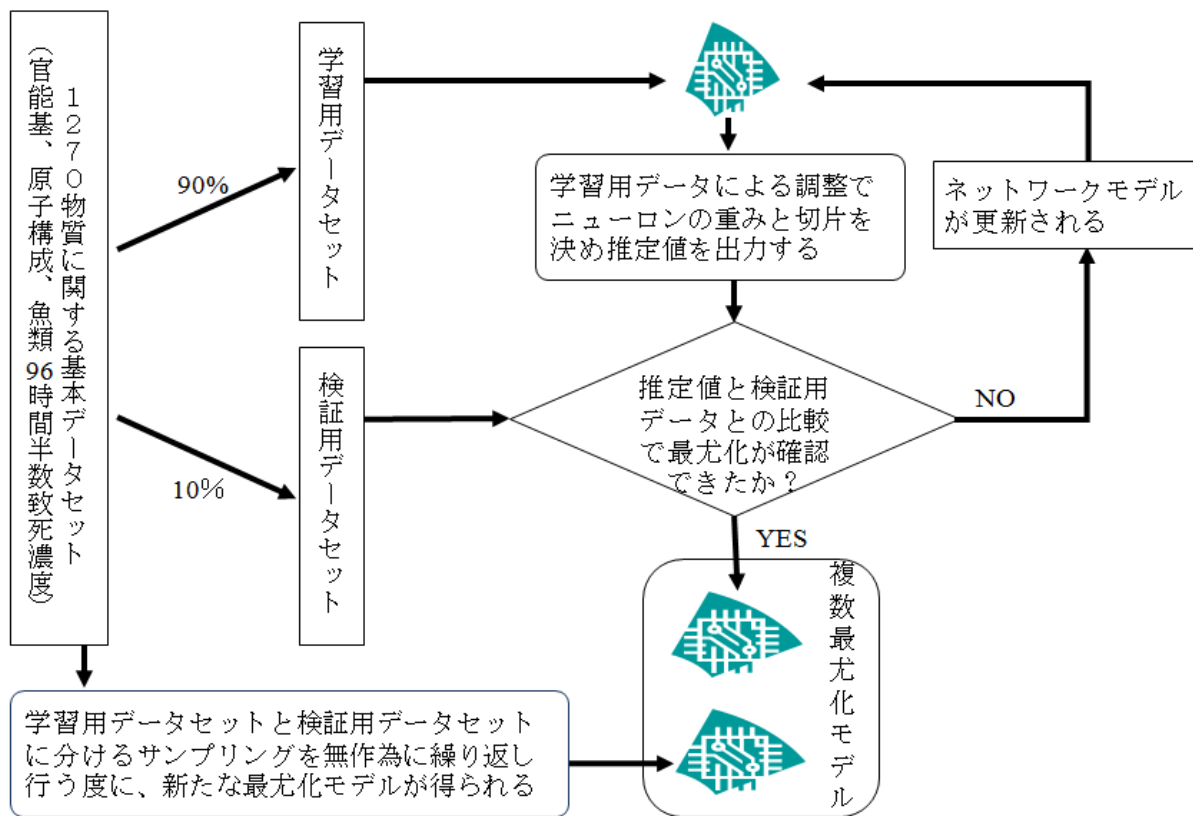 １２７０物質に関する基本データセット
（官能基、原子構成、魚類96時間半数致死濃度）
90%
10%
学習用データセット
検証用データセット
学習用データによる調整で
ニューロンの重みと切片を
決め推定値を出力する
ネットワークモデル
が更新される
推定値と検証用
データとの比較
で最尤化が確認
できたか？
NO
YES
複数最尤化モデル
学習用データセットと検証用データセット
に分けるサンプリングを無作為に繰り返し
行う度に、新たな最尤化モデルが得られる